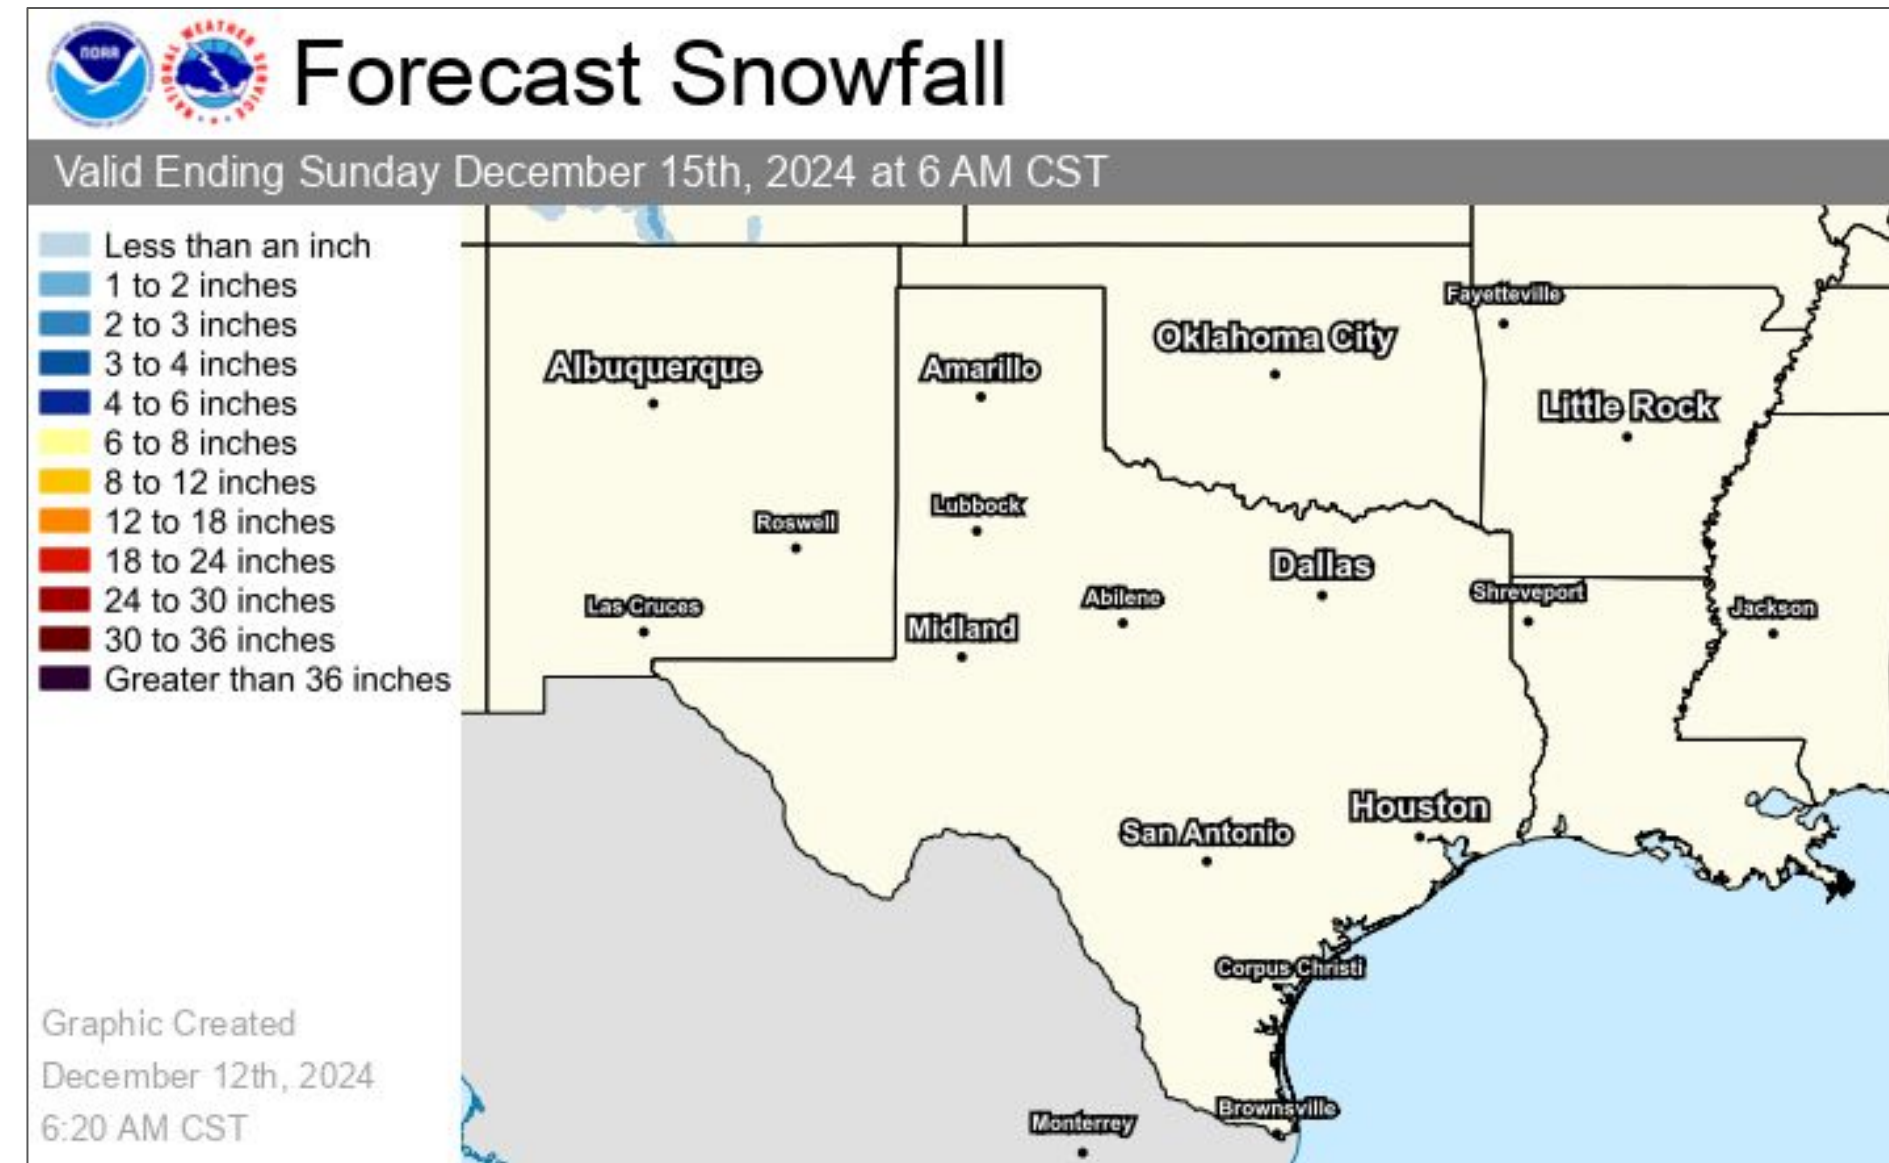 NOAA
NATIONAL WEATHER SERVICE
Forecast Snowfall
Valid Ending Sunday December 15th, 2024 at 6 AM CST
Less than an inch
1 to 2 inches
2 to 3 inches
3 to 4 inches
4 to 6 inches
6 to 8 inches
8 to 12 inches
12 to 18 inches
18 to 24 inches
24 to 30 inches
30 to 36 inches
Greater than 36 inches
Fayetteville
Oklahoma City
Albuquerque
Amarillo
Little Rock
Lubbock
Roswell
Dallas
Shreveport
Abilene
Las Cruces
Jackson
Midland
Houston
San Antonio
Corpus Christi
Brownsville
Monterrey
Graphic Created
December 12th, 2024
6:20 AM CST